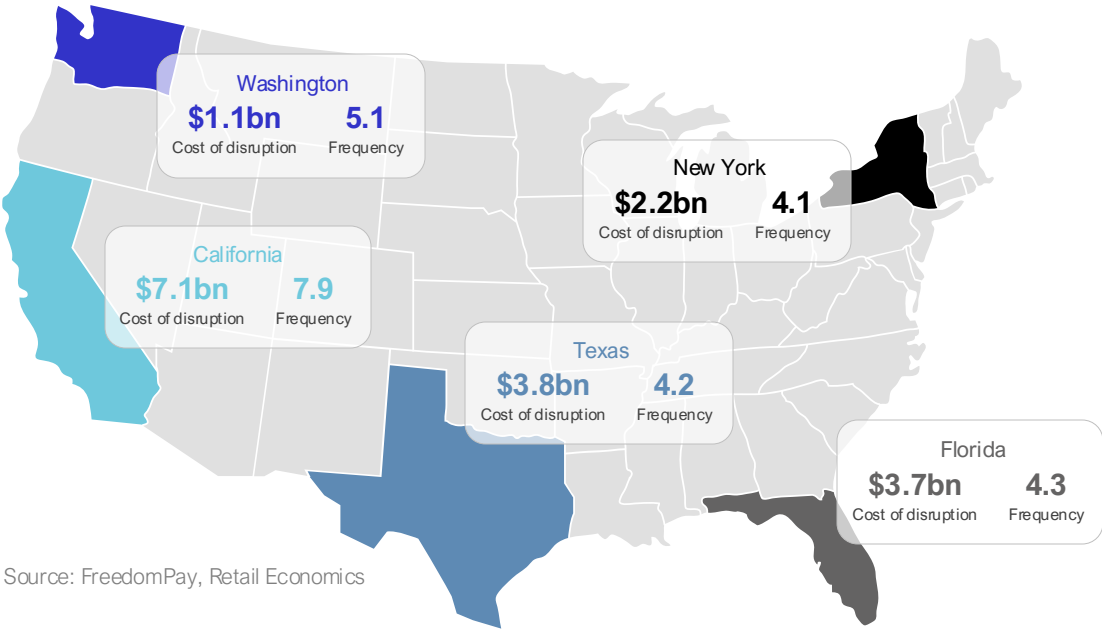 Washington
$1.1bn 5.1
Cost of disruption Frequency
New York
$2.2bn 4.1
Cost of disruption Frequency
California
$7.1bn 7.9
Cost of disruption Frequency
Texas
$3.8bn 4.2
Cost of disruption Frequency
Florida
$3.7bn 4.3
Cost of disruption Frequency
Source: FreedomPay, Retail Economics